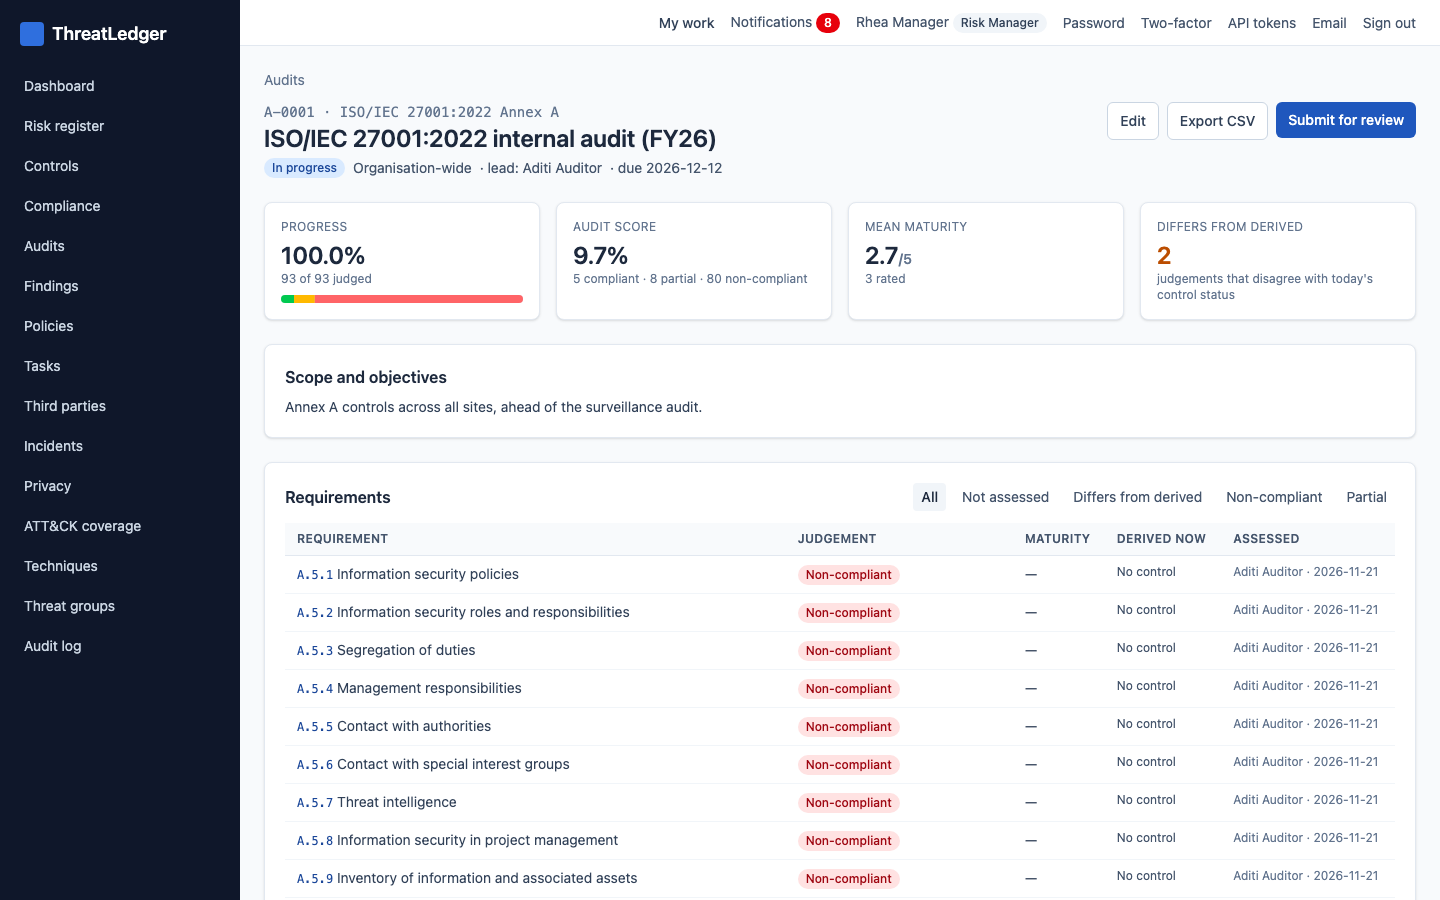 ThreatLedger
My work Notifications 8 Rhea Manager Risk Manager Password Two-factor API tokens Email Sign out
Dashboard
Risk register
Controls
Compliance
Audits
Findings
Policies
Tasks
Third parties
Incidents
Privacy
ATT&CK coverage
Techniques
Threat groups
Audit log
Audits
A-0001 · ISO/IEC 27001:2022 Annex A
ISO/IEC 27001:2022 internal audit (FY26)
In progress Organisation-wide · lead: Aditi Auditor · due 2026-12-12
Edit Export CSV Submit for review
PROGRESS
100.0%
93 of 93 judged
AUDIT SCORE
9.7%
5 compliant · 8 partial · 80 non-compliant
MEAN MATURITY
2.7/5
3 rated
DIFFERS FROM DERIVED
2
judgements that disagree with today's
control status
Scope and objectives
Annex A controls across all sites, ahead of the surveillance audit.
Requirements
All Not assessed Differs from derived Non-compliant Partial
REQUIREMENT JUDGEMENT MATURITY DERIVED NOW ASSESSED
A.5.1 Information security policies Non-compliant — No control Aditi Auditor · 2026-11-21
A.5.2 Information security roles and responsibilities Non-compliant — No control Aditi Auditor · 2026-11-21
A.5.3 Segregation of duties Non-compliant — No control Aditi Auditor · 2026-11-21
A.5.4 Management responsibilities Non-compliant — No control Aditi Auditor · 2026-11-21
A.5.5 Contact with authorities Non-compliant — No control Aditi Auditor · 2026-11-21
A.5.6 Contact with special interest groups Non-compliant — No control Aditi Auditor · 2026-11-21
A.5.7 Threat intelligence Non-compliant — No control Aditi Auditor · 2026-11-21
A.5.8 Information security in project management Non-compliant — No control Aditi Auditor · 2026-11-21
A.5.9 Inventory of information and associated assets Non-compliant — No control Aditi Auditor · 2026-11-21